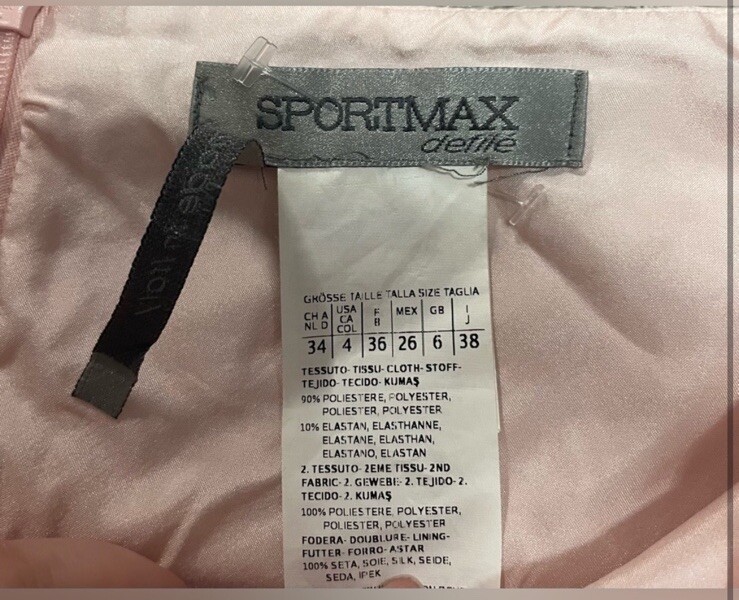 SPORTMAX
defilé
made in Italy
GRÖSSE TAILLE TALLA SIZE TAGLIA
CH A NL D USA CA COL F B MEX GB I J
34 4 36 26 6 38
TESSUTO- TISSU- CLOTH- STOFF-
TEJIDO- TECIDO- KUMAŞ
90% POLIESTERE, POLYESTER,
POLIESTER, POLYESTER
10% ELASTAN, ELASTHANNE,
ELASTANE, ELASTHAN,
ELASTANO, ELASTAN
2. TESSUTO- 2EME TISSU- 2ND
FABRIC- 2. GEWEBE- 2. TEJIDO- 2.
TECIDO- 2. KUMAŞ
100% POLIESTERE, POLYESTER,
POLIESTER, POLYESTER
FODERA- DOUBLURE- LINING-
FUTTER- FORRO- ASTAR
100% SETA, SOIE, SILK, SEIDE,
SEDA, IPEK